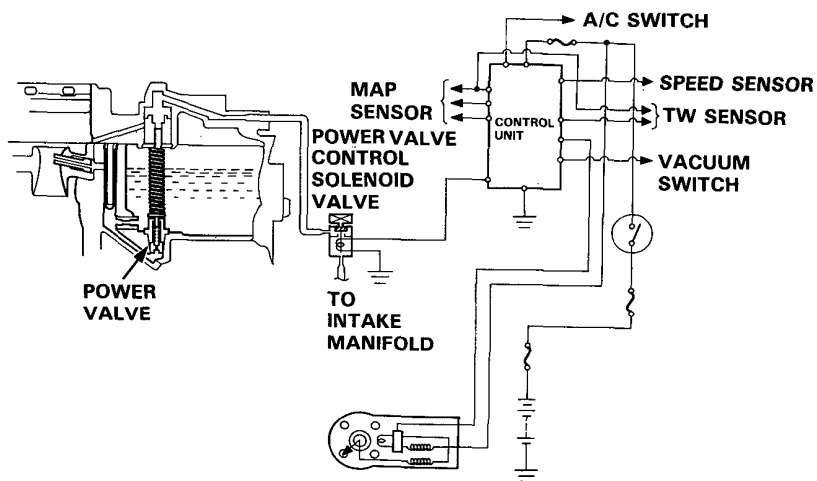 A/C SWITCH
MAP
SENSOR
CONTROL
UNIT
SPEED SENSOR
TW SENSOR
VACUUM
SWITCH
POWER VALVE
CONTROL
SOLENOID
VALVE
POWER
VALVE
TO
INTAKE
MANIFOLD